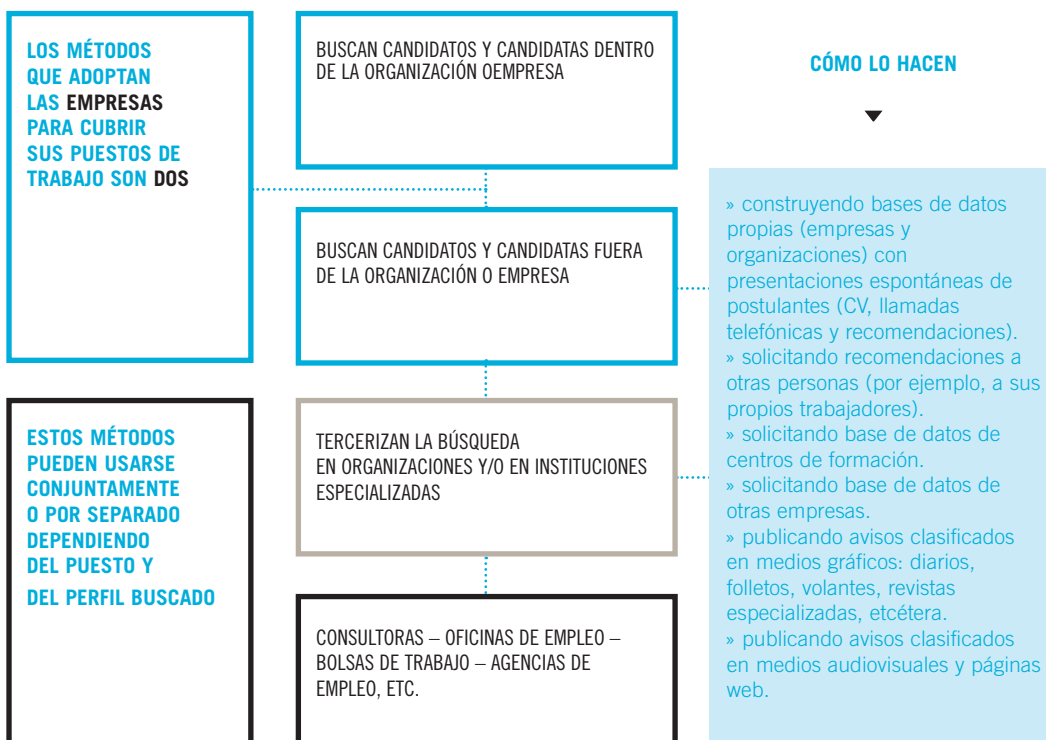 LOS MÉTODOS
QUE ADOPTAN
LAS EMPRESAS
PARA CUBRIR
SUS PUESTOS DE
TRABAJO SON DOS
BUSCAN CANDIDATOS Y CANDIDATAS DENTRO
DE LA ORGANIZACIÓN OEMPRESA
BUSCAN CANDIDATOS Y CANDIDATAS FUERA
DE LA ORGANIZACIÓN O EMPRESA
ESTOS MÉTODOS
PUEDEN USARSE
CONJUNTAMENTE
O POR SEPARADO
DEPENDIENDO
DEL PUESTO Y
DEL PERFIL BUSCADO
TERCERIZAN LA BÚSQUEDA
EN ORGANIZACIONES Y/O EN INSTITUCIONES
ESPECIALIZADAS
CONSULTORAS – OFICINAS DE EMPLEO –
BOLSAS DE TRABAJO – AGENCIAS DE
EMPLEO, ETC.
CÓMO LO HACEN
» construyendo bases de datos
propias (empresas y
organizaciones) con
presentaciones espontáneas de
postulantes (CV, llamadas
telefónicas y recomendaciones).
» solicitando recomendaciones a
otras personas (por ejemplo, a sus
propios trabajadores).
» solicitando base de datos de
centros de formación.
» solicitando base de datos de
otras empresas.
» publicando avisos clasificados
en medios gráficos: diarios,
folletos, volantes, revistas
especializadas, etcétera.
» publicando avisos clasificados
en medios audiovisuales y páginas
web.